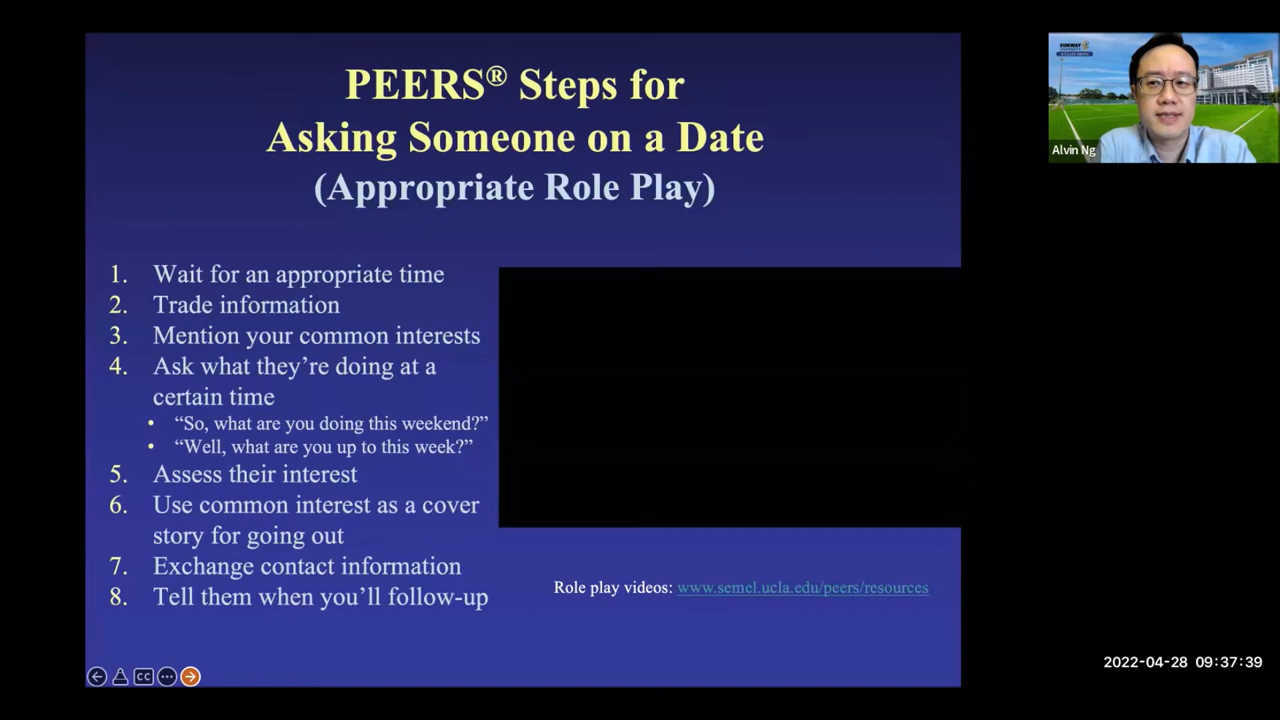 PEERS® Steps for
Asking Someone on a Date
(Appropriate Role Play)
1. Wait for an appropriate time
2. Trade information
3. Mention your common interests
4. Ask what they’re doing at a
certain time
• “So, what are you doing this weekend?”
• “Well, what are you up to this week?”
5. Assess their interest
6. Use common interest as a cover
story for going out
7. Exchange contact information
8. Tell them when you’ll follow-up
Role play videos: www.semel.ucla.edu/peers/resources
CC
SUNWAY
Alvin Ng
2022-04-28 09:37:39